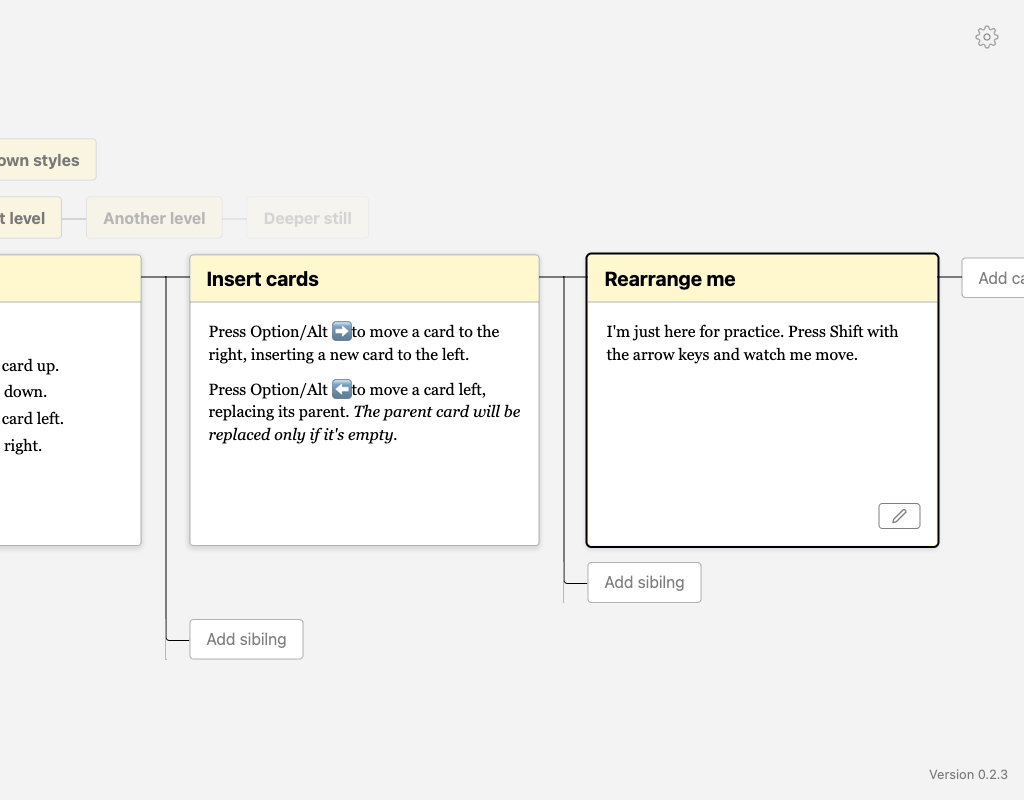 own styles
t level
Another level
Deeper still
Insert cards
Rearrange me
Add ca
card up.
down.
card left.
right.
Press Option/Alt ➡️to move a card to the
right, inserting a new card to the left.
Press Option/Alt ⬅️to move a card left,
replacing its parent. The parent card will be
replaced only if it's empty.
I'm just here for practice. Press Shift with
the arrow keys and watch me move.
Add sibilng
Add sibilng
Version 0.2.3